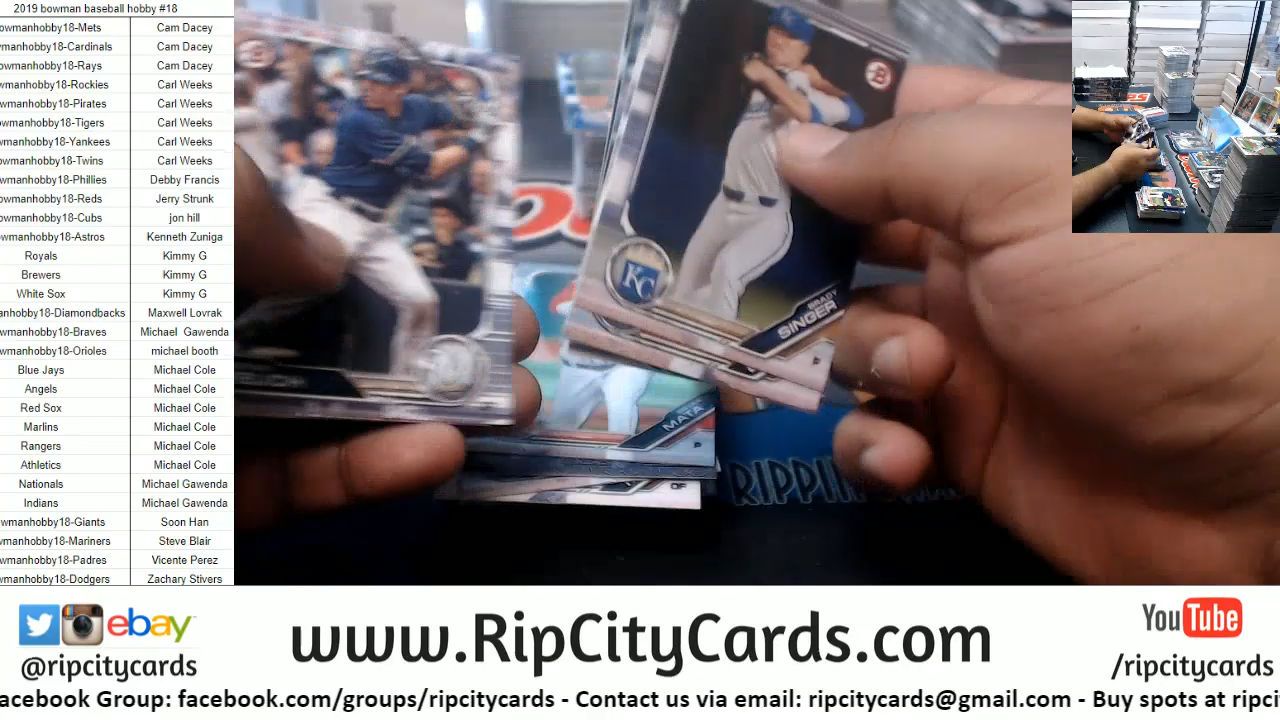 2019 bowman baseball hobby #18
owmanhobby18-Mets Cam Dacey
wmanhobby18-Cardinals Cam Dacey
owmanhobby18-Rays Cam Dacey
owmanhobby18-Rockies Carl Weeks
owmanhobby18-Pirates Carl Weeks
owmanhobby18-Tigers Carl Weeks
wmanhobby18-Yankees Carl Weeks
owmanhobby18-Twins Carl Weeks
wmanhobby18-Phillies Debby Francis
owmanhobby18-Reds Jerry Strunk
owmanhobby18-Cubs jon hill
owmanhobby18-Astros Kenneth Zuniga
Royals Kimmy G
Brewers Kimmy G
White Sox Kimmy G
anhobby18-Diamondbacks Maxwell Lovrak
wmanhobby18-Braves Michael Gawenda
wmanhobby18-Orioles michael booth
Blue Jays Michael Cole
Angels Michael Cole
Red Sox Michael Cole
Marlins Michael Cole
Rangers Michael Cole
Athletics Michael Cole
Nationals Michael Gawenda
Indians Michael Gawenda
owmanhobby18-Giants Soon Han
wmanhobby18-Mariners Steve Blair
owmanhobby18-Padres Vicente Perez
wmanhobby18-Dodgers Zachary Stivers
B
KC
BRADY
SINGER
P
MATA
P
OF
RIPPIN
ebay
@ripcitycards
www.RipCityCards.com
YouTube
/ripcitycards
acebook Group: facebook.com/groups/ripcitycards - Contact us via email: ripcitycards@gmail.com - Buy spots at ripci